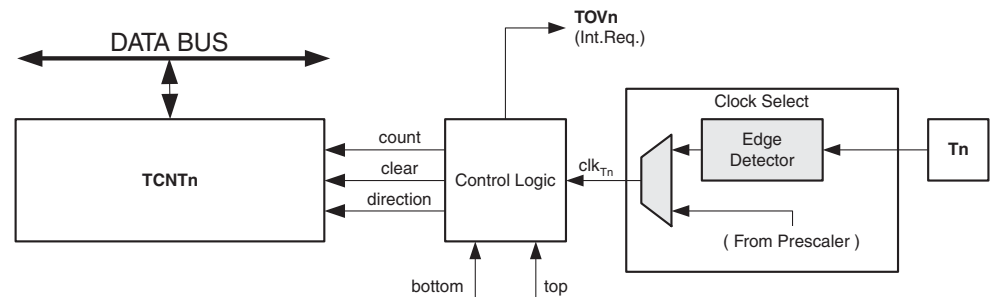 TOVn
(Int.Req.)
DATA BUS
Clock Select
count
Edge
Detector
Tn
TCNTn
clear
Control Logic
clkTn
direction
( From Prescaler )
bottom
top